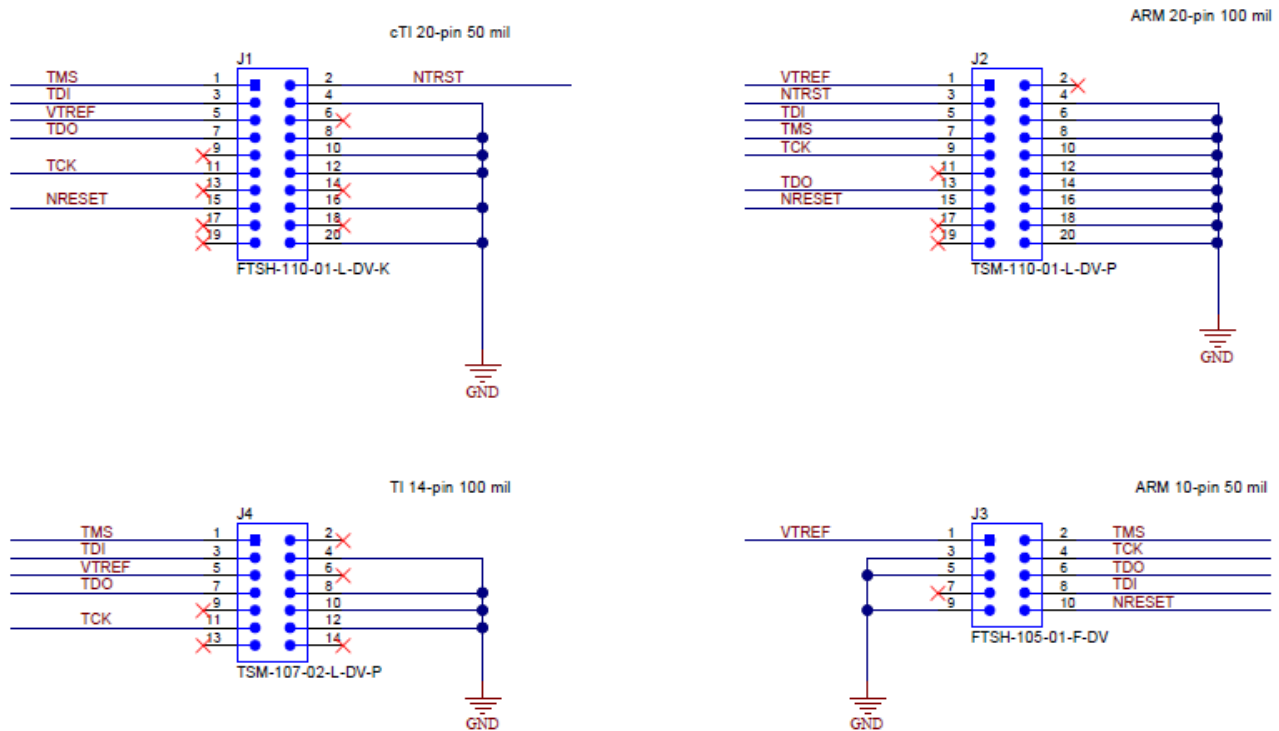 cTI 20-pin 50 mil
J1
TMS 1 2 NTRST
TDI 3 4
VTREF 5 6
TDO 7 8
9 10
TCK 11 12
13 14
NRESET 15 16
17 18
19 20
FTSH-110-01-L-DV-K
GND
ARM 20-pin 100 mil
J2
VTREF 1 2
NTRST 3 4
TDI 5 6
TMS 7 8
TCK 9 10
11 12
TDO 13 14
NRESET 15 16
17 18
19 20
TSM-110-01-L-DV-P
GND
TI 14-pin 100 mil
J4
TMS 1 2
TDI 3 4
VTREF 5 6
TDO 7 8
9 10
TCK 11 12
13 14
TSM-107-02-L-DV-P
GND
ARM 10-pin 50 mil
J3
VTREF 1 2 TMS
3 4 TCK
5 6 TDO
7 8 TDI
9 10 NRESET
FTSH-105-01-F-DV
GND